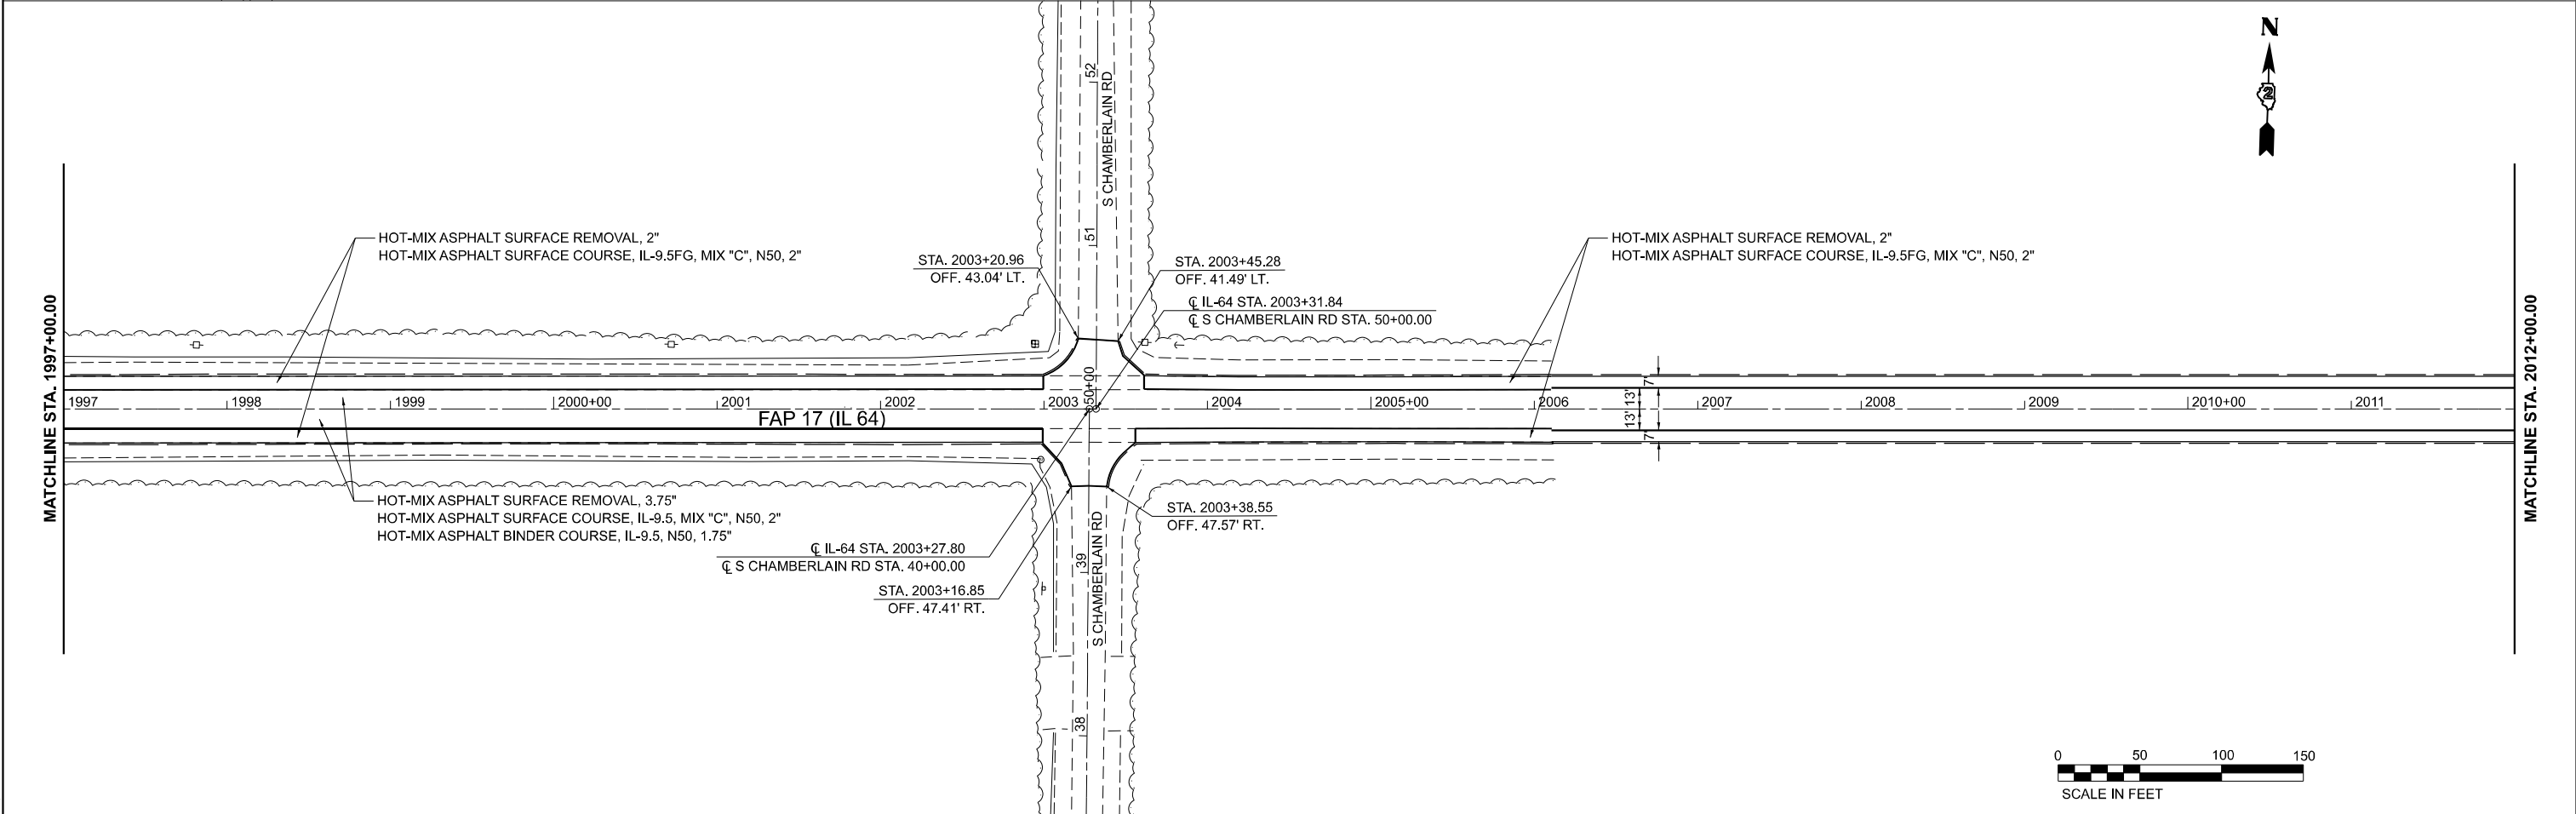 N
2
52
S CHAMBERLAIN RD
51
HOT-MIX ASPHALT SURFACE REMOVAL, 2"
HOT-MIX ASPHALT SURFACE COURSE, IL-9.5FG, MIX "C", N50, 2"
STA. 2003+20.96
OFF. 43.04' LT.
STA. 2003+45.28
OFF. 41.49' LT.
℄ IL-64 STA. 2003+31.84
℄ S CHAMBERLAIN RD STA. 50+00.00
HOT-MIX ASPHALT SURFACE REMOVAL, 2"
HOT-MIX ASPHALT SURFACE COURSE, IL-9.5FG, MIX "C", N50, 2"
MATCHLINE STA. 1997+00.00
MATCHLINE STA. 2012+00.00
50+00
7'
13' 13'
7'
1997 1998 1999 2000+00 2001 2002 2003 2004 2005+00 2006 2007 2008 2009 2010+00 2011
FAP 17 (IL 64)
HOT-MIX ASPHALT SURFACE REMOVAL, 3.75"
HOT-MIX ASPHALT SURFACE COURSE, IL-9.5, MIX "C", N50, 2"
HOT-MIX ASPHALT BINDER COURSE, IL-9.5, N50, 1.75"
STA. 2003+38.55
OFF. 47.57' RT.
℄ IL-64 STA. 2003+27.80
℄ S CHAMBERLAIN RD STA. 40+00.00
STA. 2003+16.85
OFF. 47.41' RT.
39
S CHAMBERLAIN RD
38
0 50 100 150
SCALE IN FEET